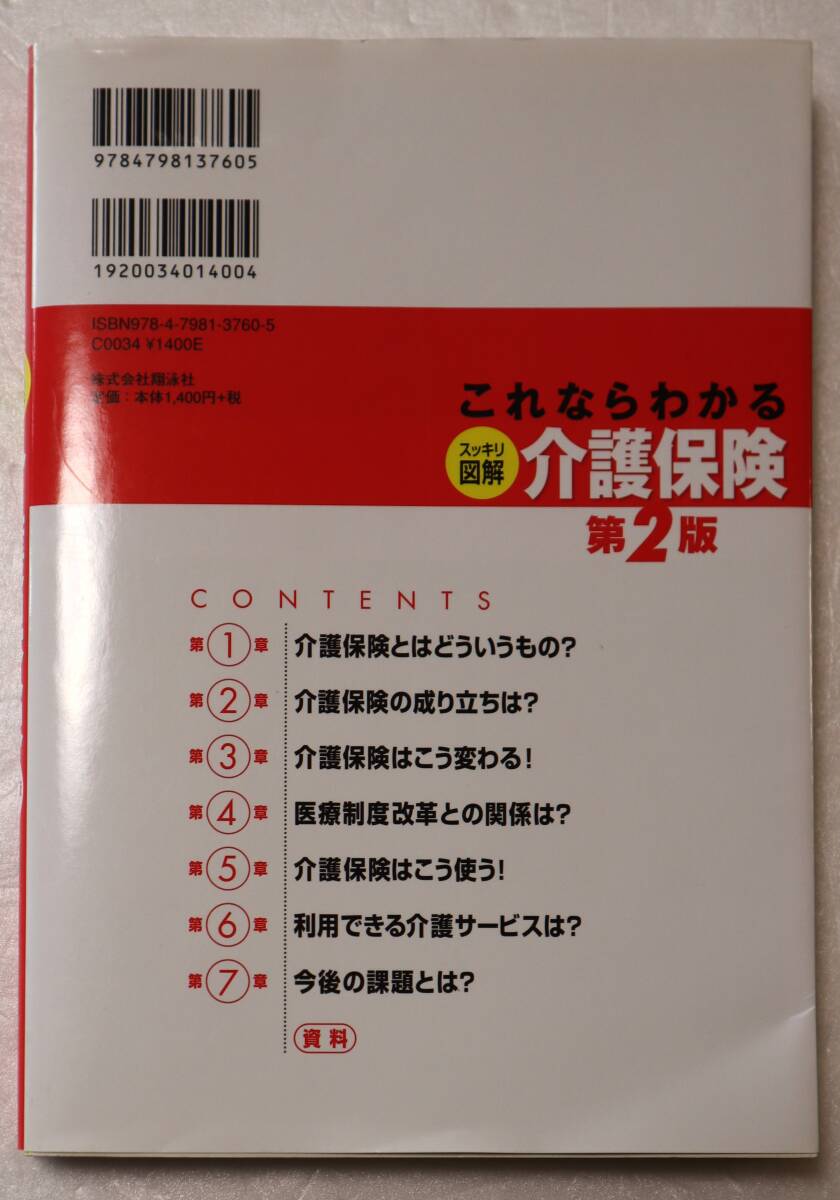 9784798137605
1920034014004
ISBN978-4-7981-3760-5
C0034 ¥1400E
株式会社翔泳社
定価：本体1,400円+税
これならわかる
スッキリ
図解
介護保険
第2版
CONTENTS
第1章 介護保険とはどういうもの？
第2章 介護保険の成り立ちは？
第3章 介護保険はこう変わる！
第4章 医療制度改革との関係は？
第5章 介護保険はこう使う！
第6章 利用できる介護サービスは？
第7章 今後の課題とは？
資料